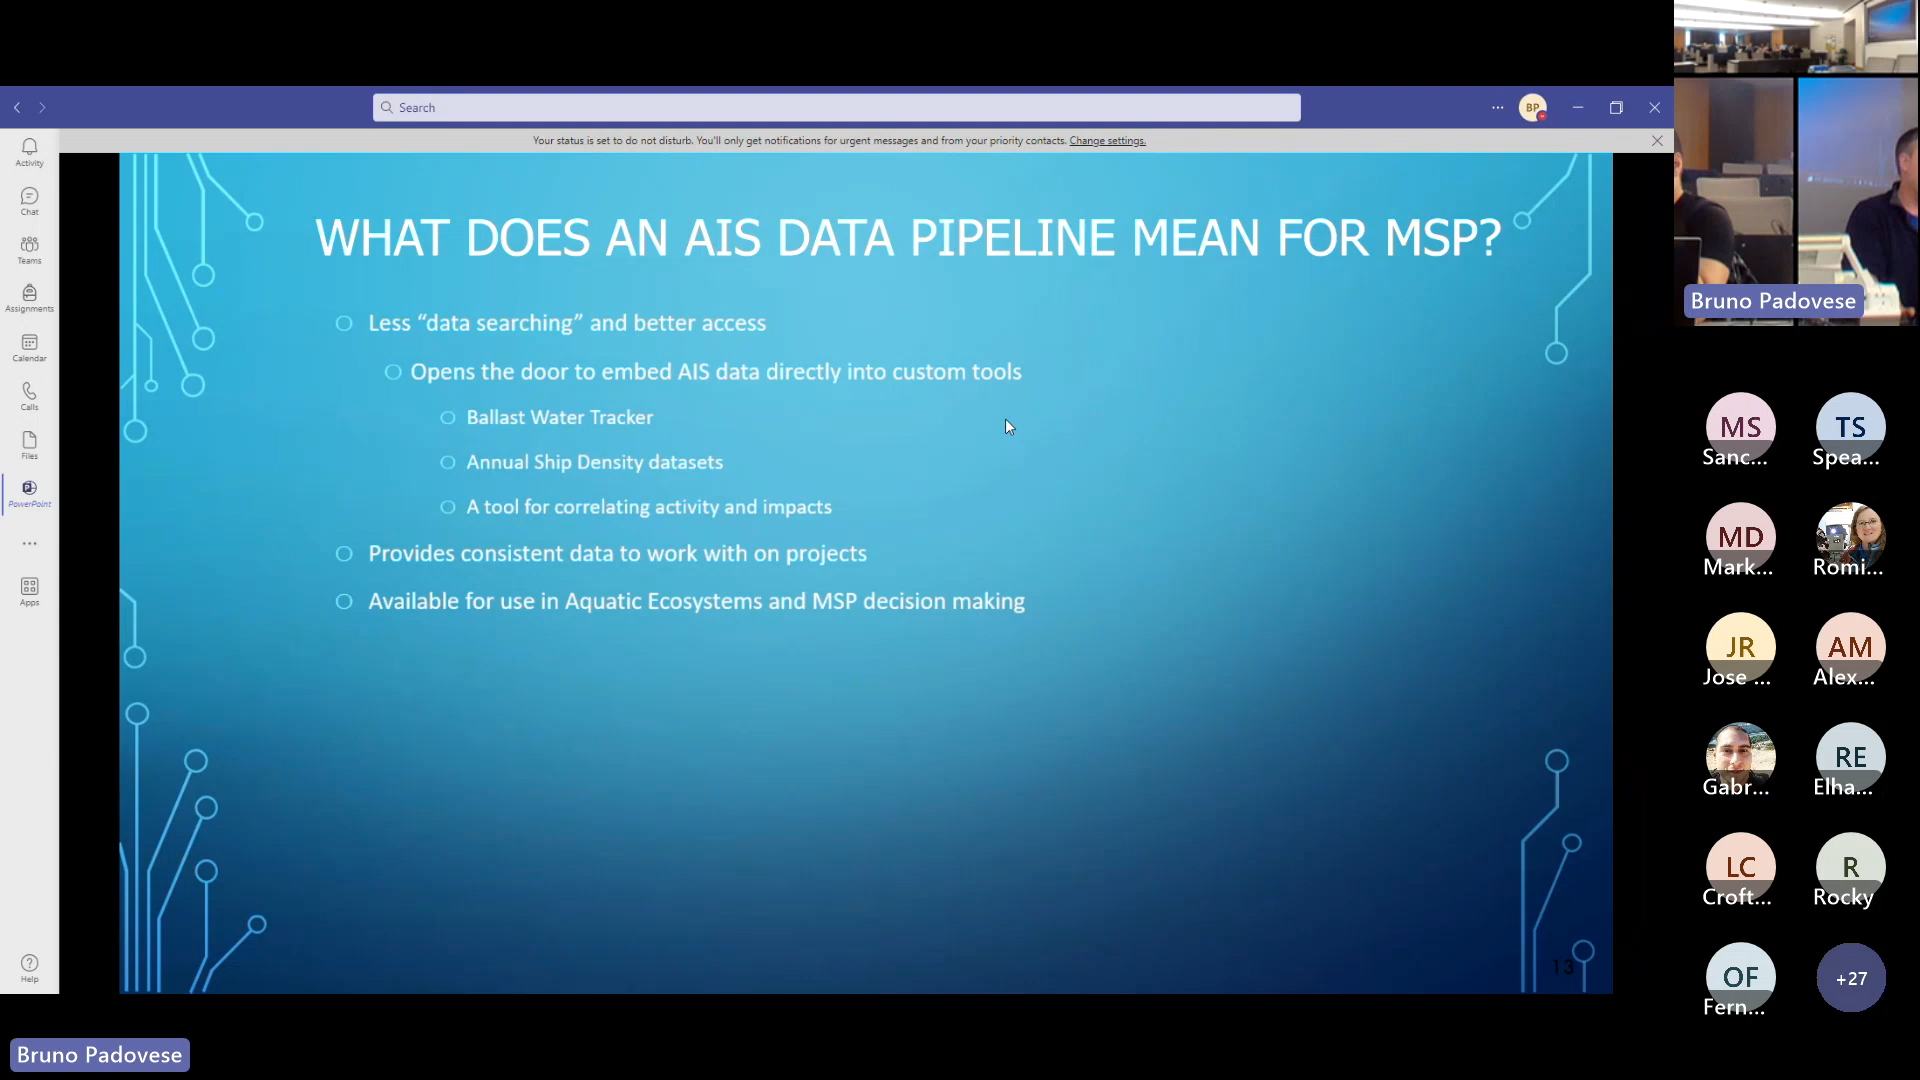 Search
BP
Your status is set to do not disturb. You'll only get notifications for urgent messages and from your priority contacts. Change settings.
Activity
Chat
Teams
Assignments
Calendar
Calls
Files
PowerPoint
Apps
Help
WHAT DOES AN AIS DATA PIPELINE MEAN FOR MSP?
Less “data searching” and better access
Opens the door to embed AIS data directly into custom tools
Ballast Water Tracker
Annual Ship Density datasets
A tool for correlating activity and impacts
Provides consistent data to work with on projects
Available for use in Aquatic Ecosystems and MSP decision making
13
Bruno Padovese
MS
Sanc...
TS
Spea...
MD
Mark...
Romi...
JR
Jose ...
AM
Alex...
Gabr...
RE
Elha...
LC
Croft...
R
Rocky
OF
Fern...
+27
Bruno Padovese